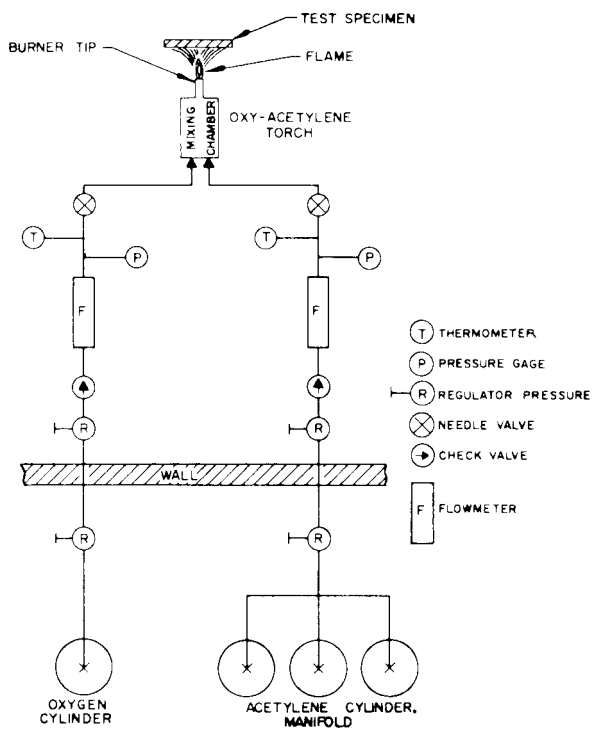 TEST SPECIMEN
BURNER TIP
FLAME
MIXING
CHAMBER
OXY-ACETYLENE
TORCH
T
P
T
P
F
F
T THERMOMETER
P PRESSURE GAGE
R REGULATOR PRESSURE
NEEDLE VALVE
CHECK VALVE
F FLOWMETER
R
R
WALL
R
R
OXYGEN
CYLINDER
ACETYLENE CYLINDER,
MANIFOLD